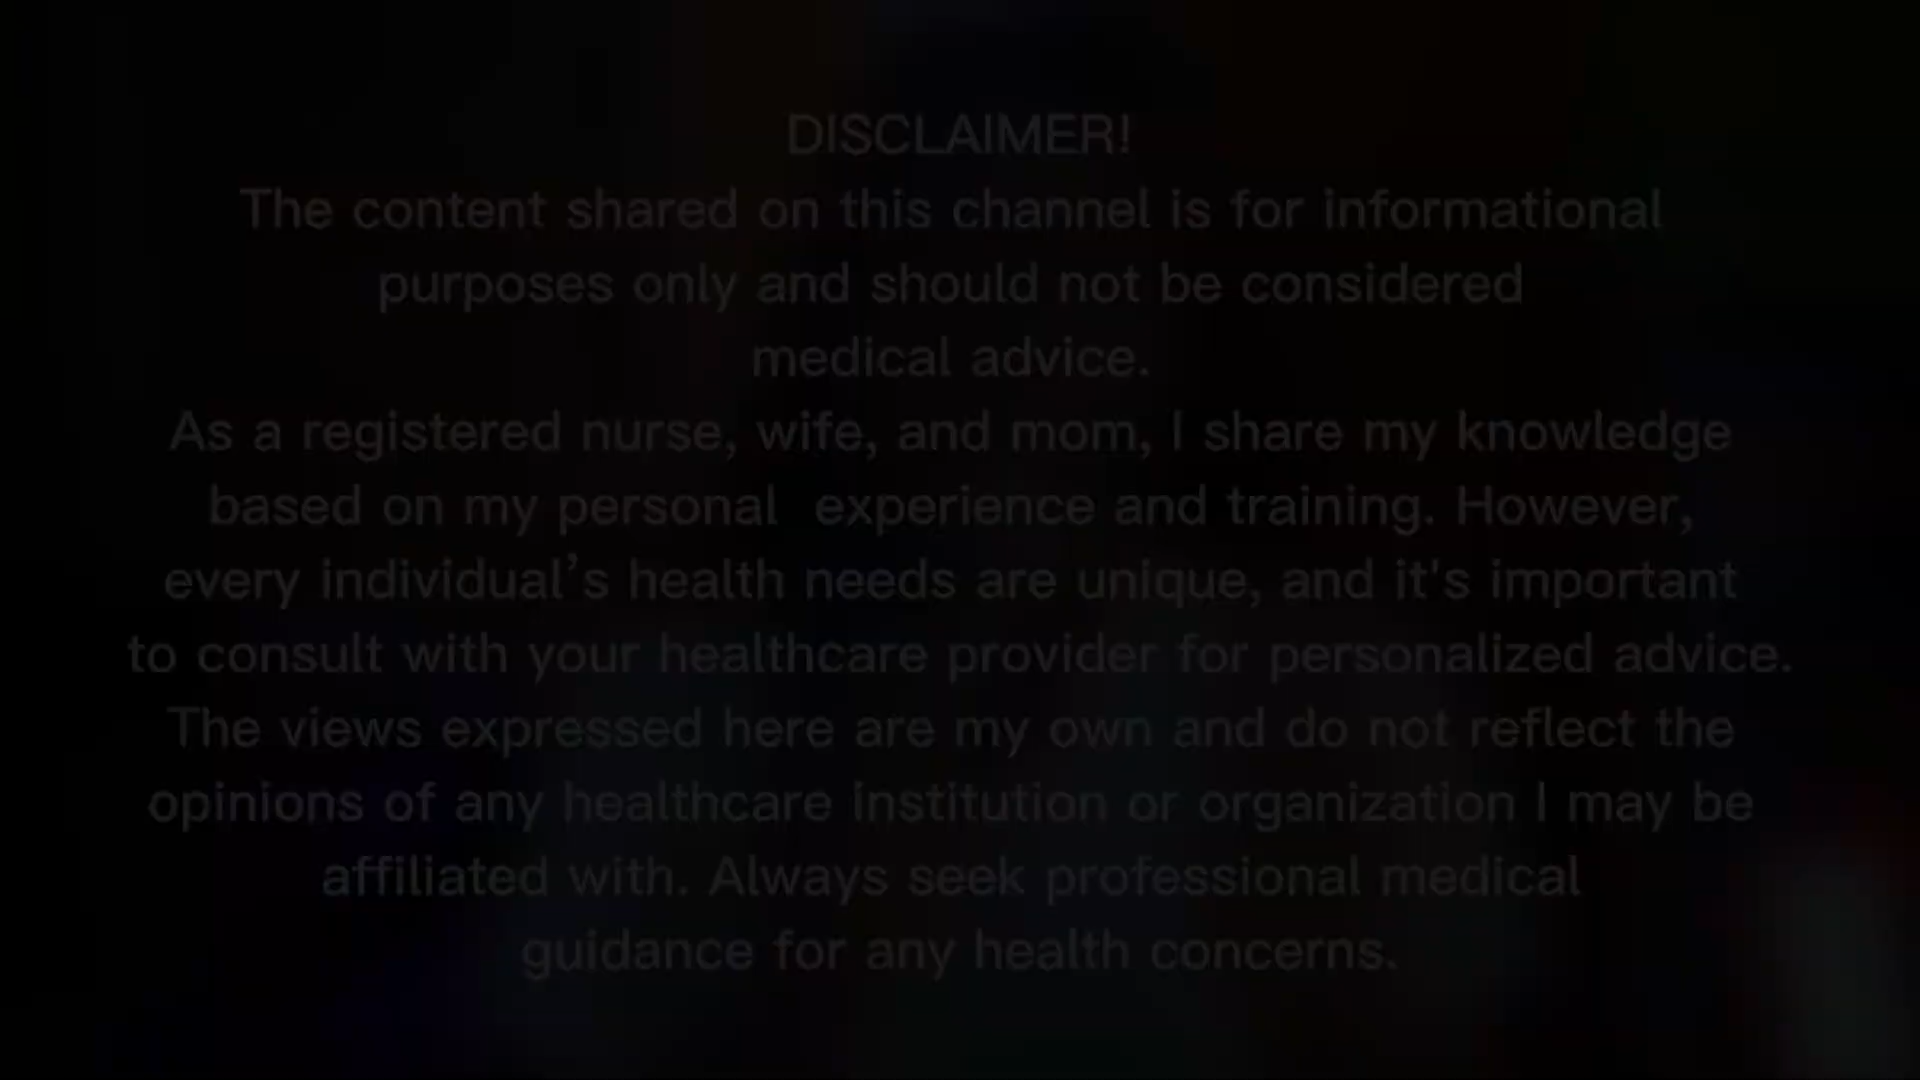 DISCLAIMER!
The content shared on this channel is for informational
purposes only and should not be considered
medical advice.
As a registered nurse, wife, and mom, I share my knowledge
based on my personal  experience and training. However,
every individual’s health needs are unique, and it's important
to consult with your healthcare provider for personalized advice.
The views expressed here are my own and do not reflect the
opinions of any healthcare institution or organization I may be
affiliated with. Always seek professional medical
guidance for any health concerns.